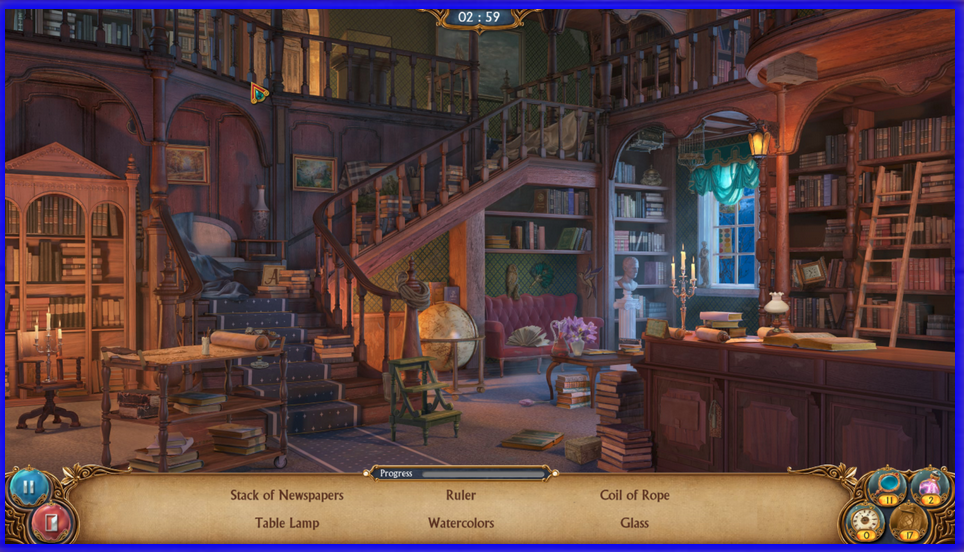 02 : 59
Progress
Stack of Newspapers
Ruler
Coil of Rope
Table Lamp
Watercolors
Glass
11
2
0
17